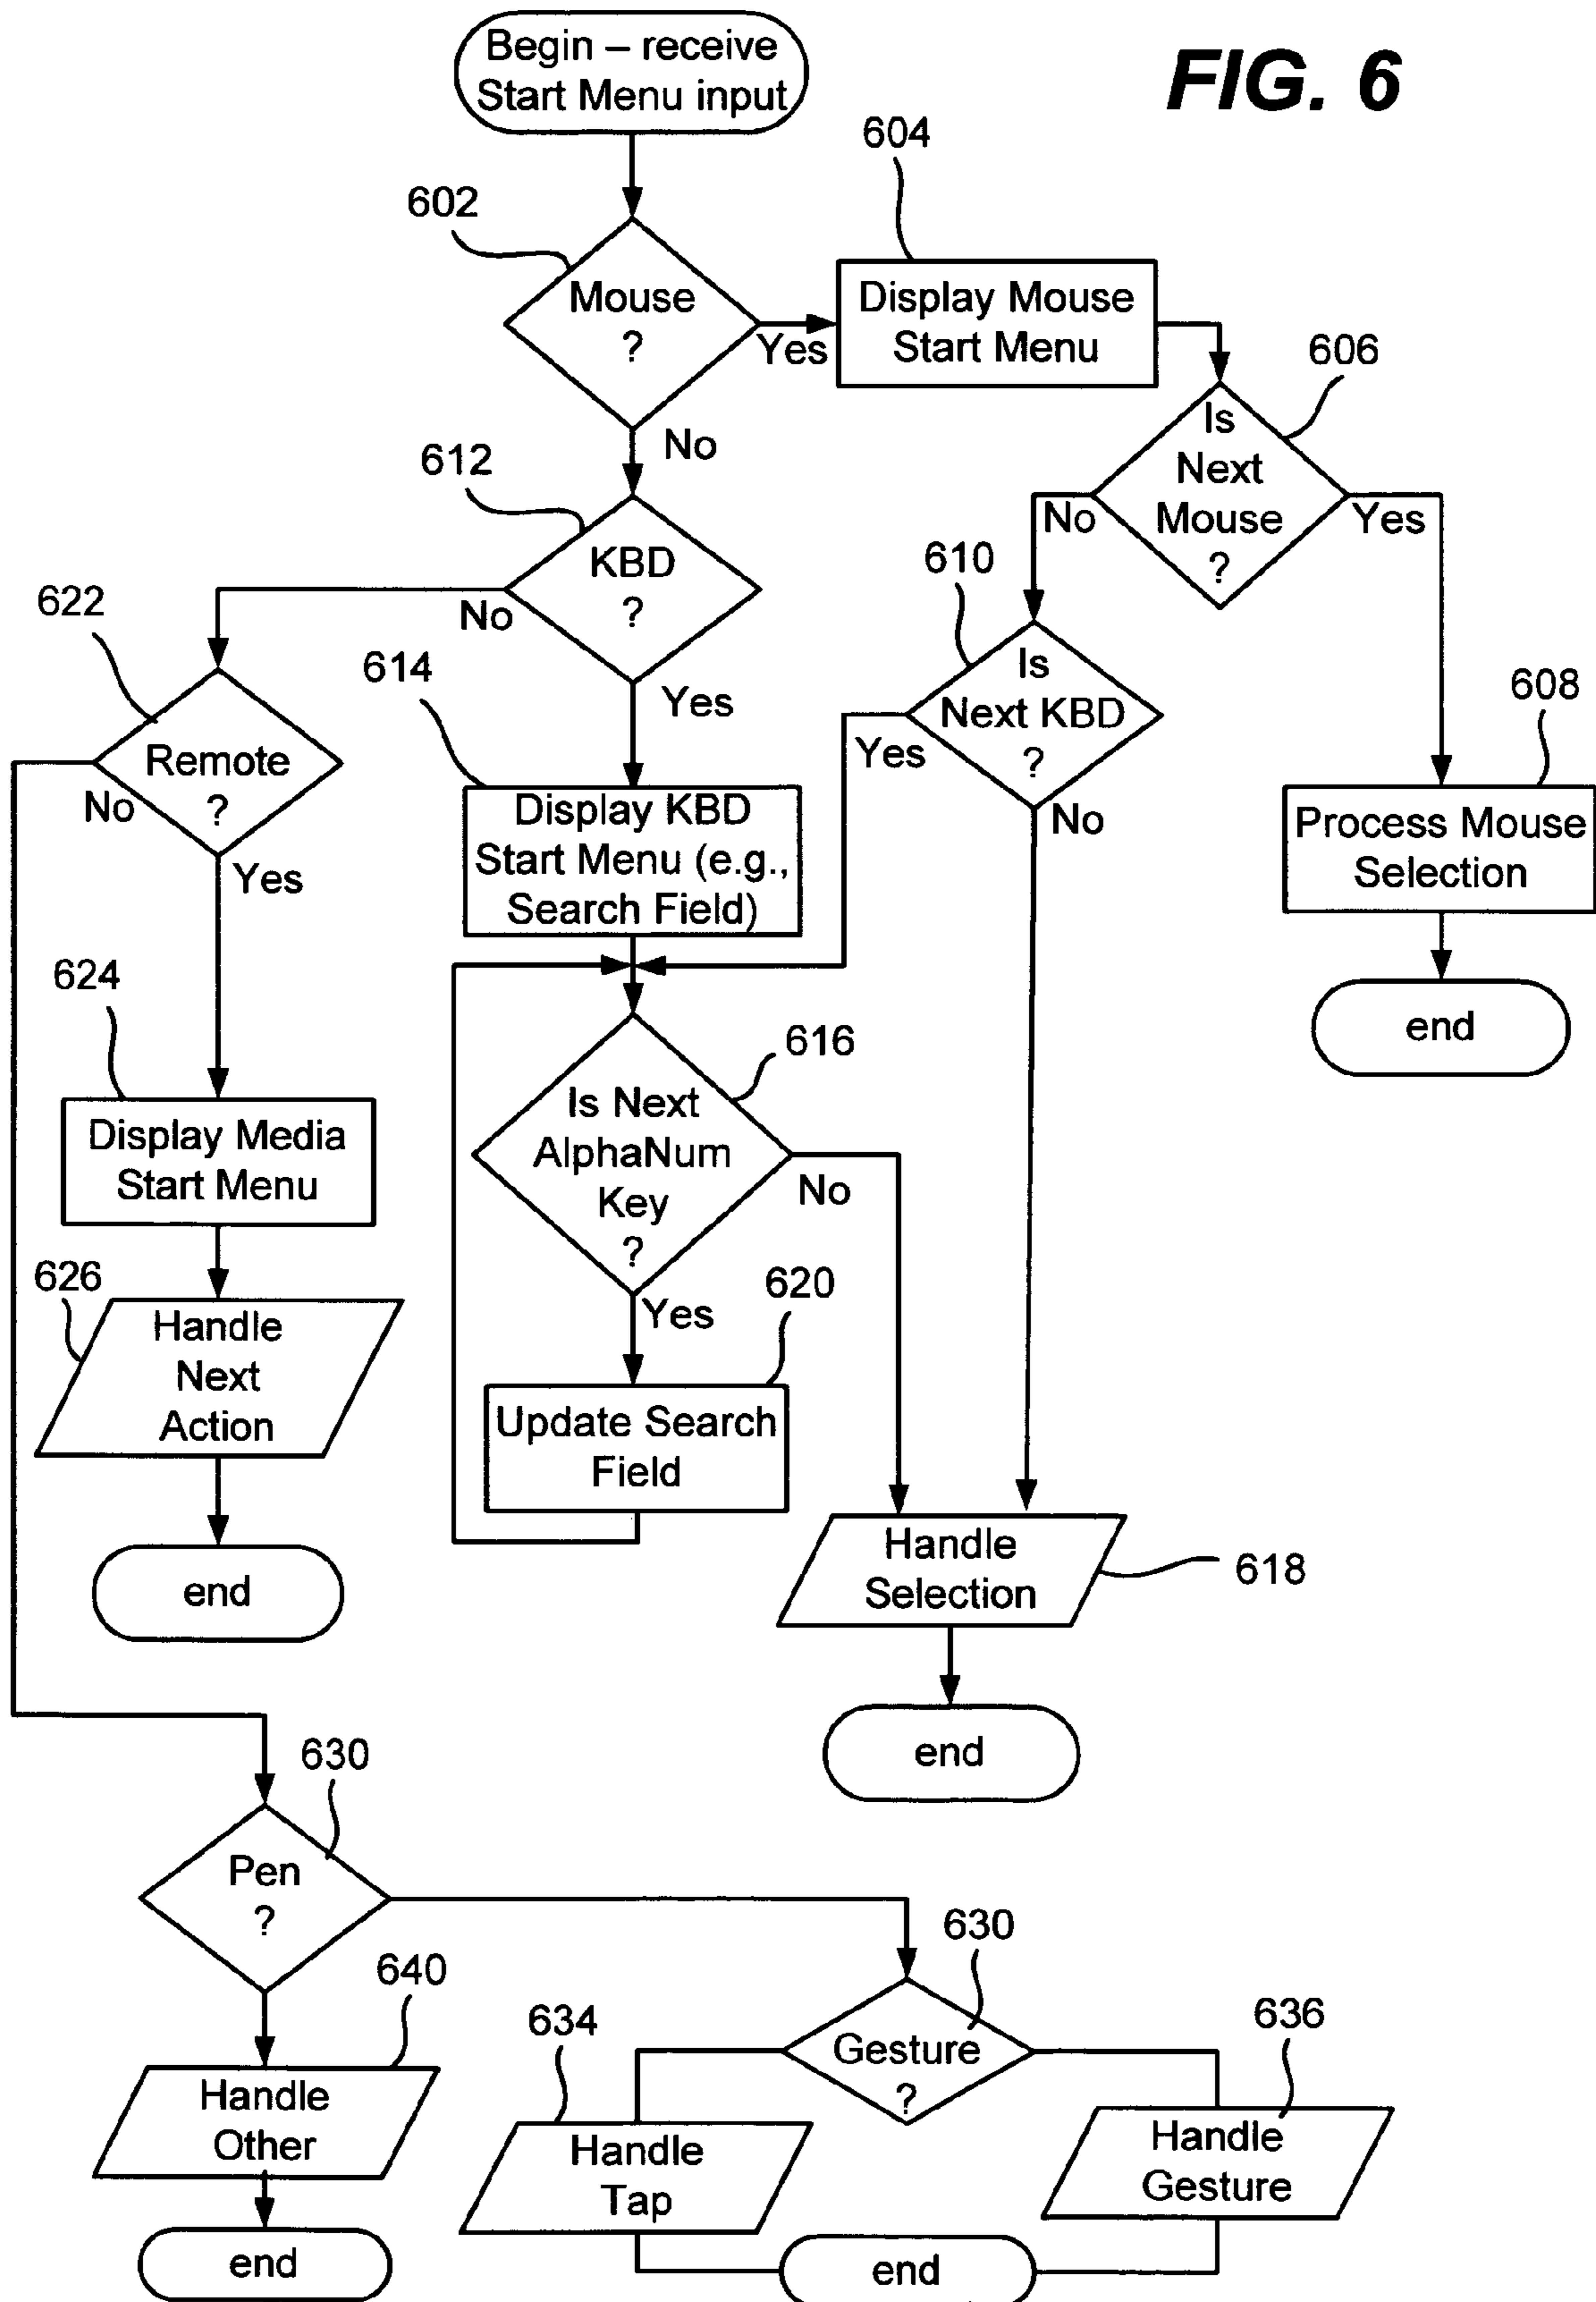 Begin – receive
Start Menu input
FIG. 6
604
602
Mouse
?
Yes
Display Mouse
Start Menu
606
No
Is
Next
Mouse
?
No
Yes
612
KBD
?
No
Yes
610
Is
Next KBD
?
Yes
No
622
Remote
?
No
Yes
614
Display KBD
Start Menu (e.g.,
Search Field)
608
Process Mouse
Selection
end
624
Display Media
Start Menu
616
Is Next
AlphaNum
Key
?
No
Yes
626
Handle
Next
Action
end
620
Update Search
Field
Handle
Selection
618
end
630
Pen
?
640
Handle
Other
end
630
Gesture
?
634
Handle
Tap
636
Handle
Gesture
end